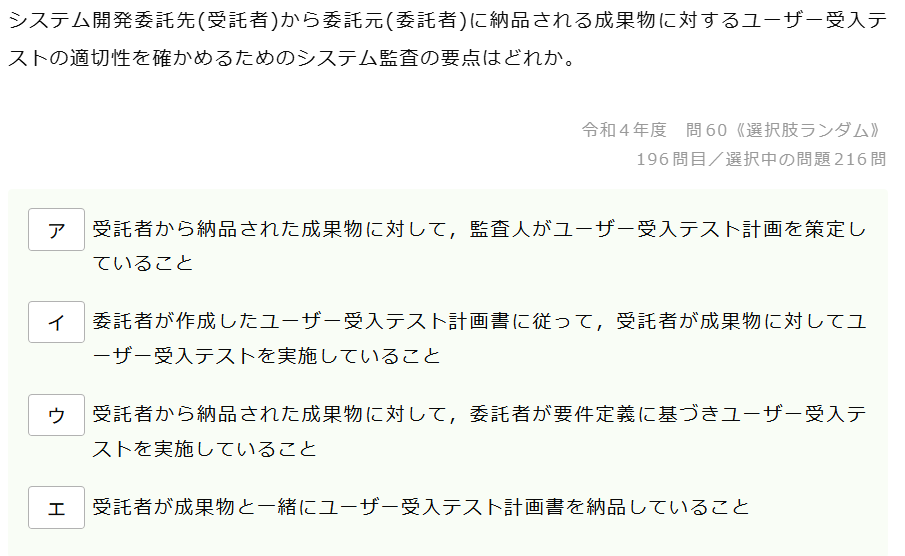 システム開発委託先(受託者)から委託元(委託者)に納品される成果物に対するユーザー受入テ
ストの適切性を確かめるためのシステム監査の要点はどれか。
令和4年度 問60《選択肢ランダム》
196問目／選択中の問題216問
ア 受託者から納品された成果物に対して，監査人がユーザー受入テスト計画を策定し
ていること
イ 委託者が作成したユーザー受入テスト計画書に従って，受託者が成果物に対してユ
ーザー受入テストを実施していること
ウ 受託者から納品された成果物に対して，委託者が要件定義に基づきユーザー受入テ
ストを実施していること
エ 受託者が成果物と一緒にユーザー受入テスト計画書を納品していること